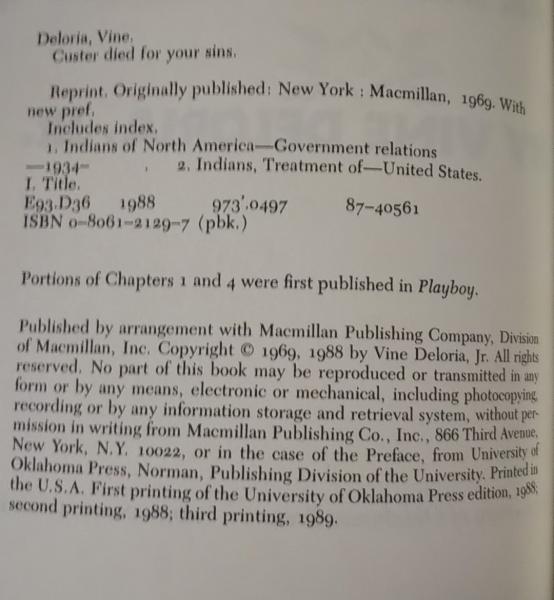 Deloria, Vine.
Custer died for your sins.
Reprint. Originally published: New York : Macmillan, 1969. With
new pref.
Includes index.
1. Indians of North America—Government relations
—1934– . 2. Indians, Treatment of—United States.
I. Title.
E93.D36 1988 973'.0497 87–40561
ISBN 0–8061–2129–7 (pbk.)
Portions of Chapters 1 and 4 were first published in Playboy.
Published by arrangement with Macmillan Publishing Company, Division
of Macmillan, Inc. Copyright © 1969, 1988 by Vine Deloria, Jr. All rights
reserved. No part of this book may be reproduced or transmitted in any
form or by any means, electronic or mechanical, including photocopying,
recording or by any information storage and retrieval system, without per-
mission in writing from Macmillan Publishing Co., Inc., 866 Third Avenue,
New York, N.Y. 10022, or in the case of the Preface, from University of
Oklahoma Press, Norman, Publishing Division of the University. Printed in
the U.S.A. First printing of the University of Oklahoma Press edition, 1988;
second printing, 1988; third printing, 1989.